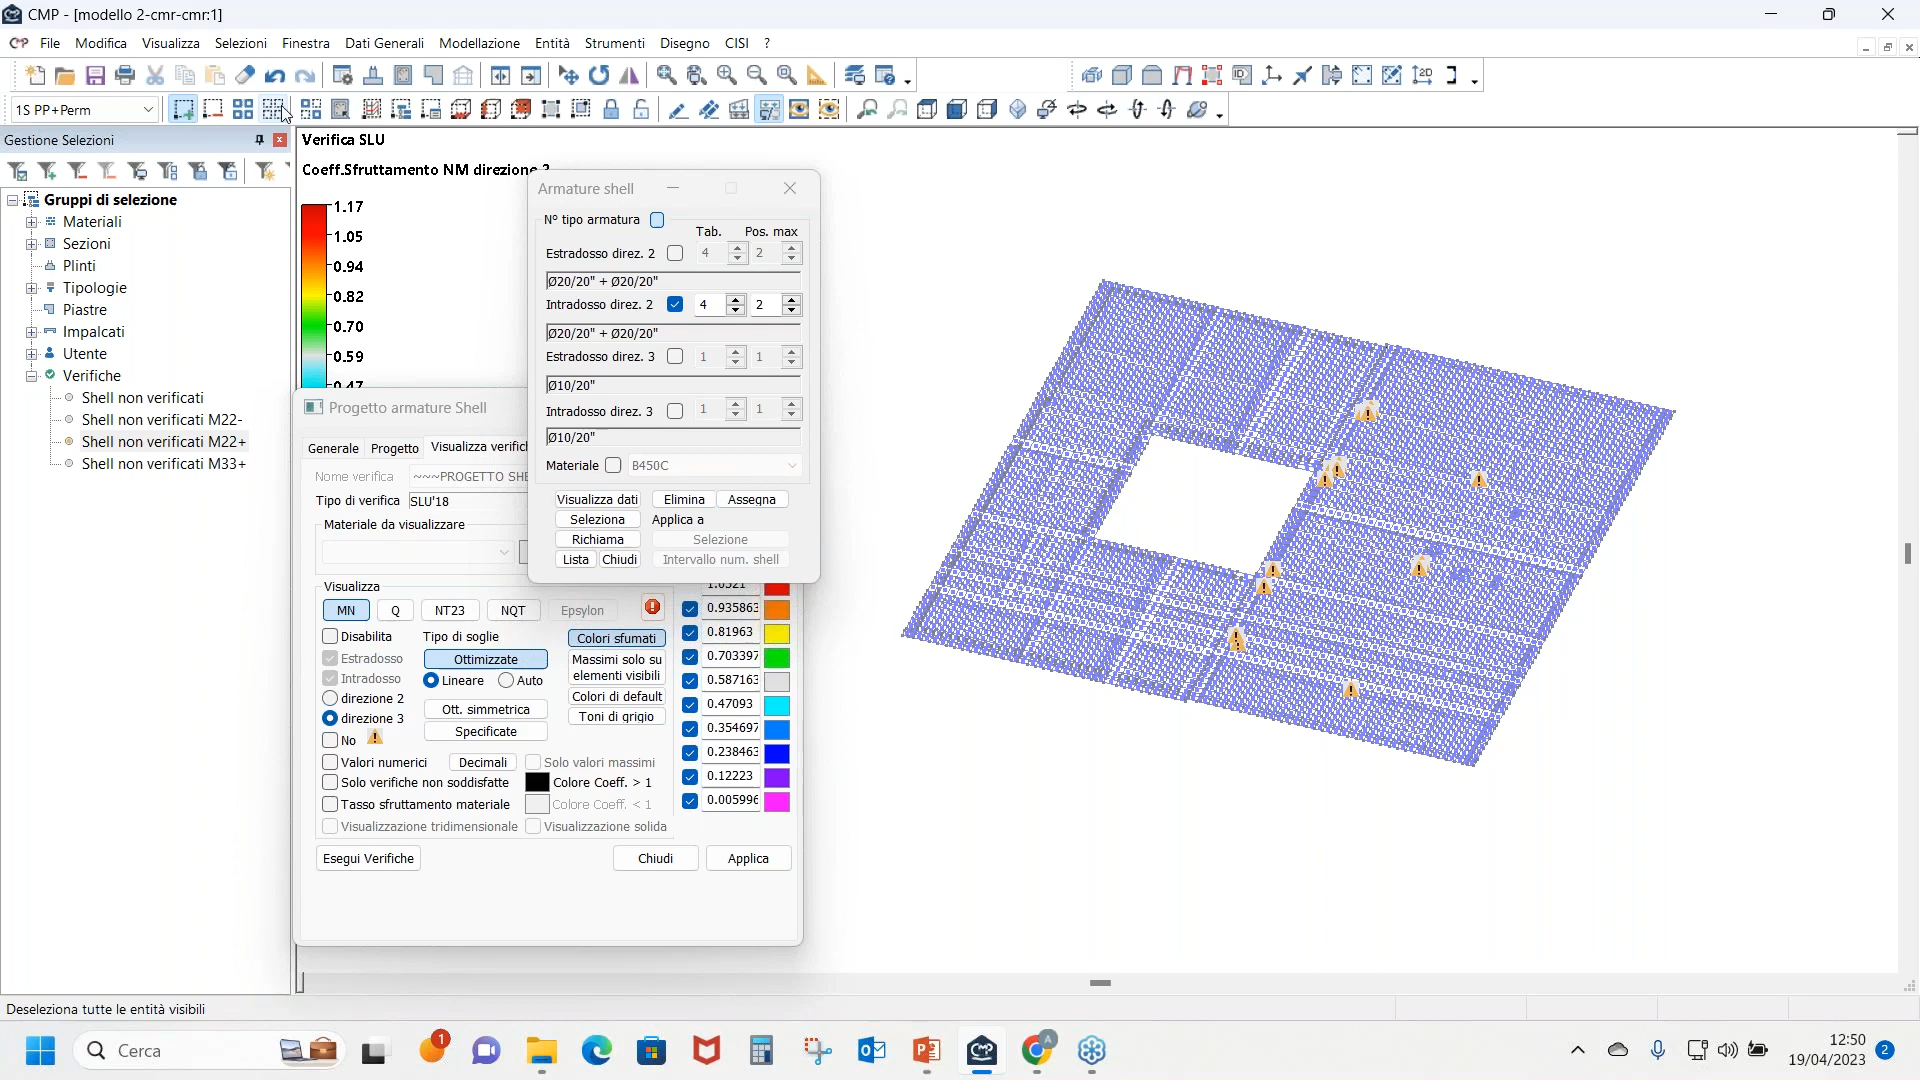 CMP - [modello 2-cmr-cmr:1]
File Modifica Visualizza Selezioni Finestra Dati Generali Modellazione Entità Strumenti Disegno CISI ?
1S PP+Perm
Gestione Selezioni
Gruppi di selezione
Materiali
Sezioni
Plinti
Tipologie
Piastre
Impalcati
Utente
Verifiche
Shell non verificati
Shell non verificati M22-
Shell non verificati M22+
Shell non verificati M33+
Verifica SLU
Coeff.Sfruttamento NM direzione
1.17
1.05
0.94
0.82
0.70
0.59
0.47
Armature shell
N° tipo armatura
Tab. Pos. max
Estradosso direz. 2 4 2
Ø20/20" + Ø20/20"
Intradosso direz. 2 4 2
Ø20/20" + Ø20/20"
Estradosso direz. 3 1 1
Ø10/20"
Intradosso direz. 3 1 1
Ø10/20"
Materiale B450C
Visualizza dati Elimina Assegna
Seleziona Applica a
Richiama Selezione
Lista Chiudi Intervallo num. shell
Progetto armature Shell
Generale Progetto Visualizza verific
Nome verifica ~~~PROGETTO SHE
Tipo di verifica SLU'18
Materiale da visualizzare
Visualizza
MN Q NT23 NQT Epsylon
Disabilita Tipo di soglie Colori sfumati
Estradosso Ottimizzate Massimi solo su elementi visibili
Intradosso Lineare Auto
direzione 2 Ott. simmetrica Colori di default
direzione 3 Specificate Toni di grigio
No
Valori numerici Decimali Solo valori massimi
Solo verifiche non soddisfatte Colore Coeff. > 1
Tasso sfruttamento materiale Colore Coeff. < 1
Visualizzazione tridimensionale Visualizzazione solida
1.0521
0.935863
0.81963
0.703397
0.587163
0.47093
0.354697
0.238463
0.12223
0.005996
Esegui Verifiche Chiudi Applica
Deseleziona tutte le entità visibili
Cerca
1
A
12:50
19/04/2023
2